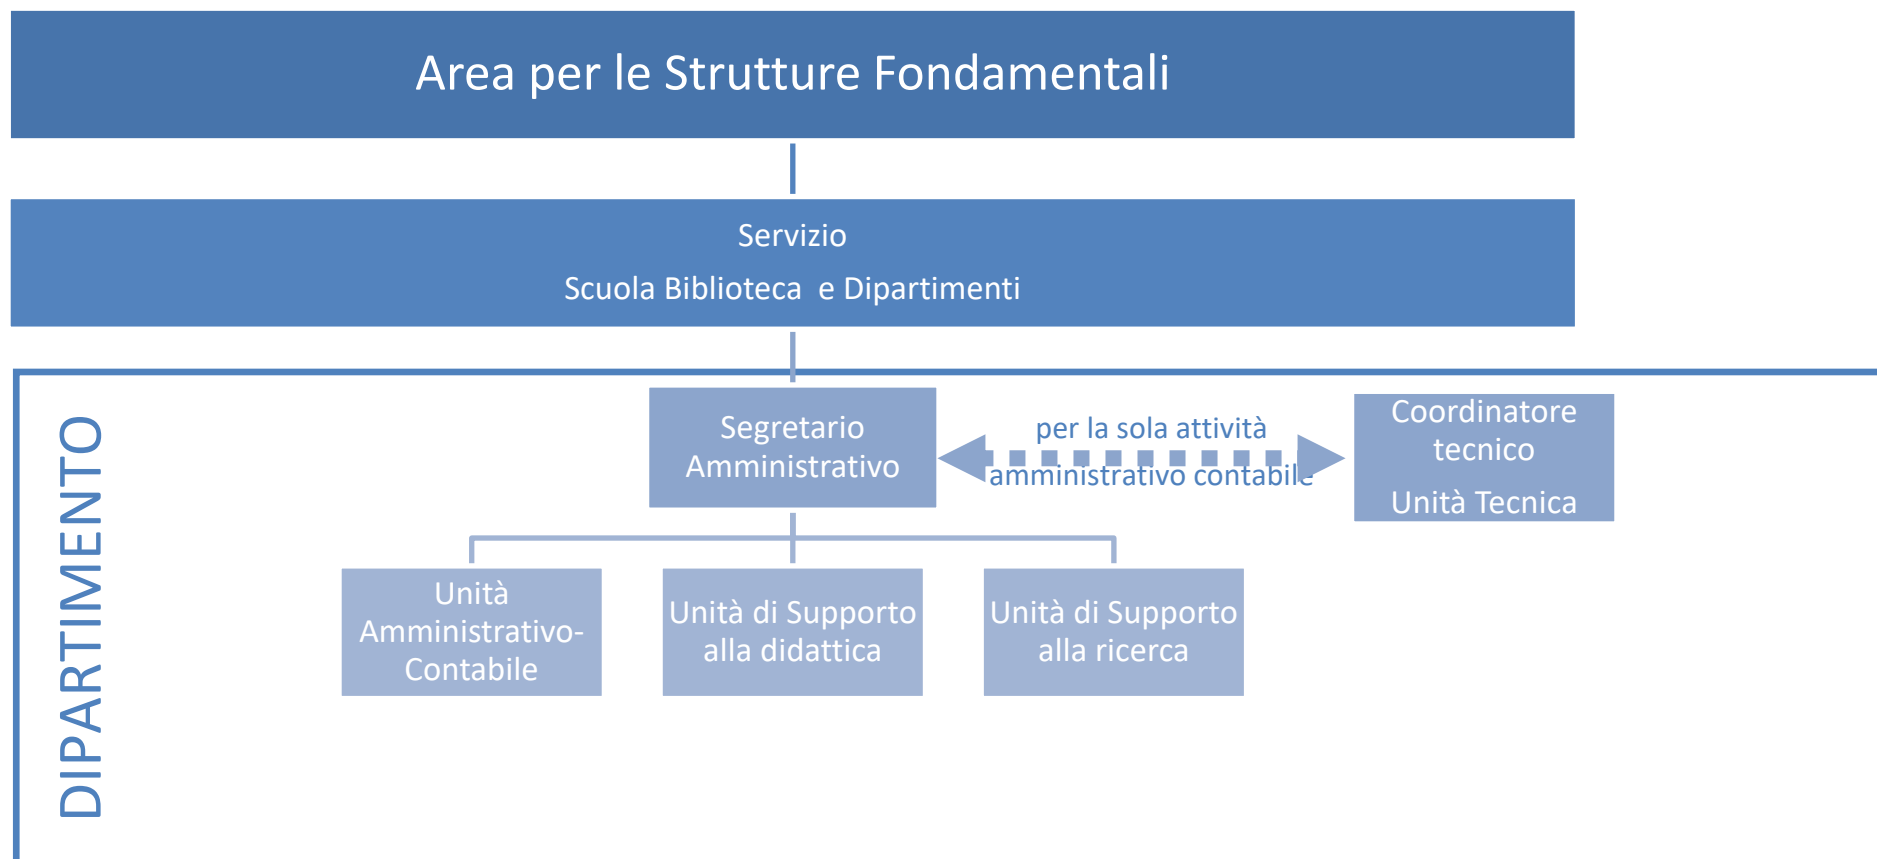 Area per le Strutture Fondamentali
Servizio
Scuola Biblioteca  e Dipartimenti
DIPARTIMENTO
Segretario
Amministrativo
per la sola attività
amministrativo contabile
Coordinatore
tecnico
Unità Tecnica
Unità
Amministrativo-
Contabile
Unità di Supporto
alla didattica
Unità di Supporto
alla ricerca